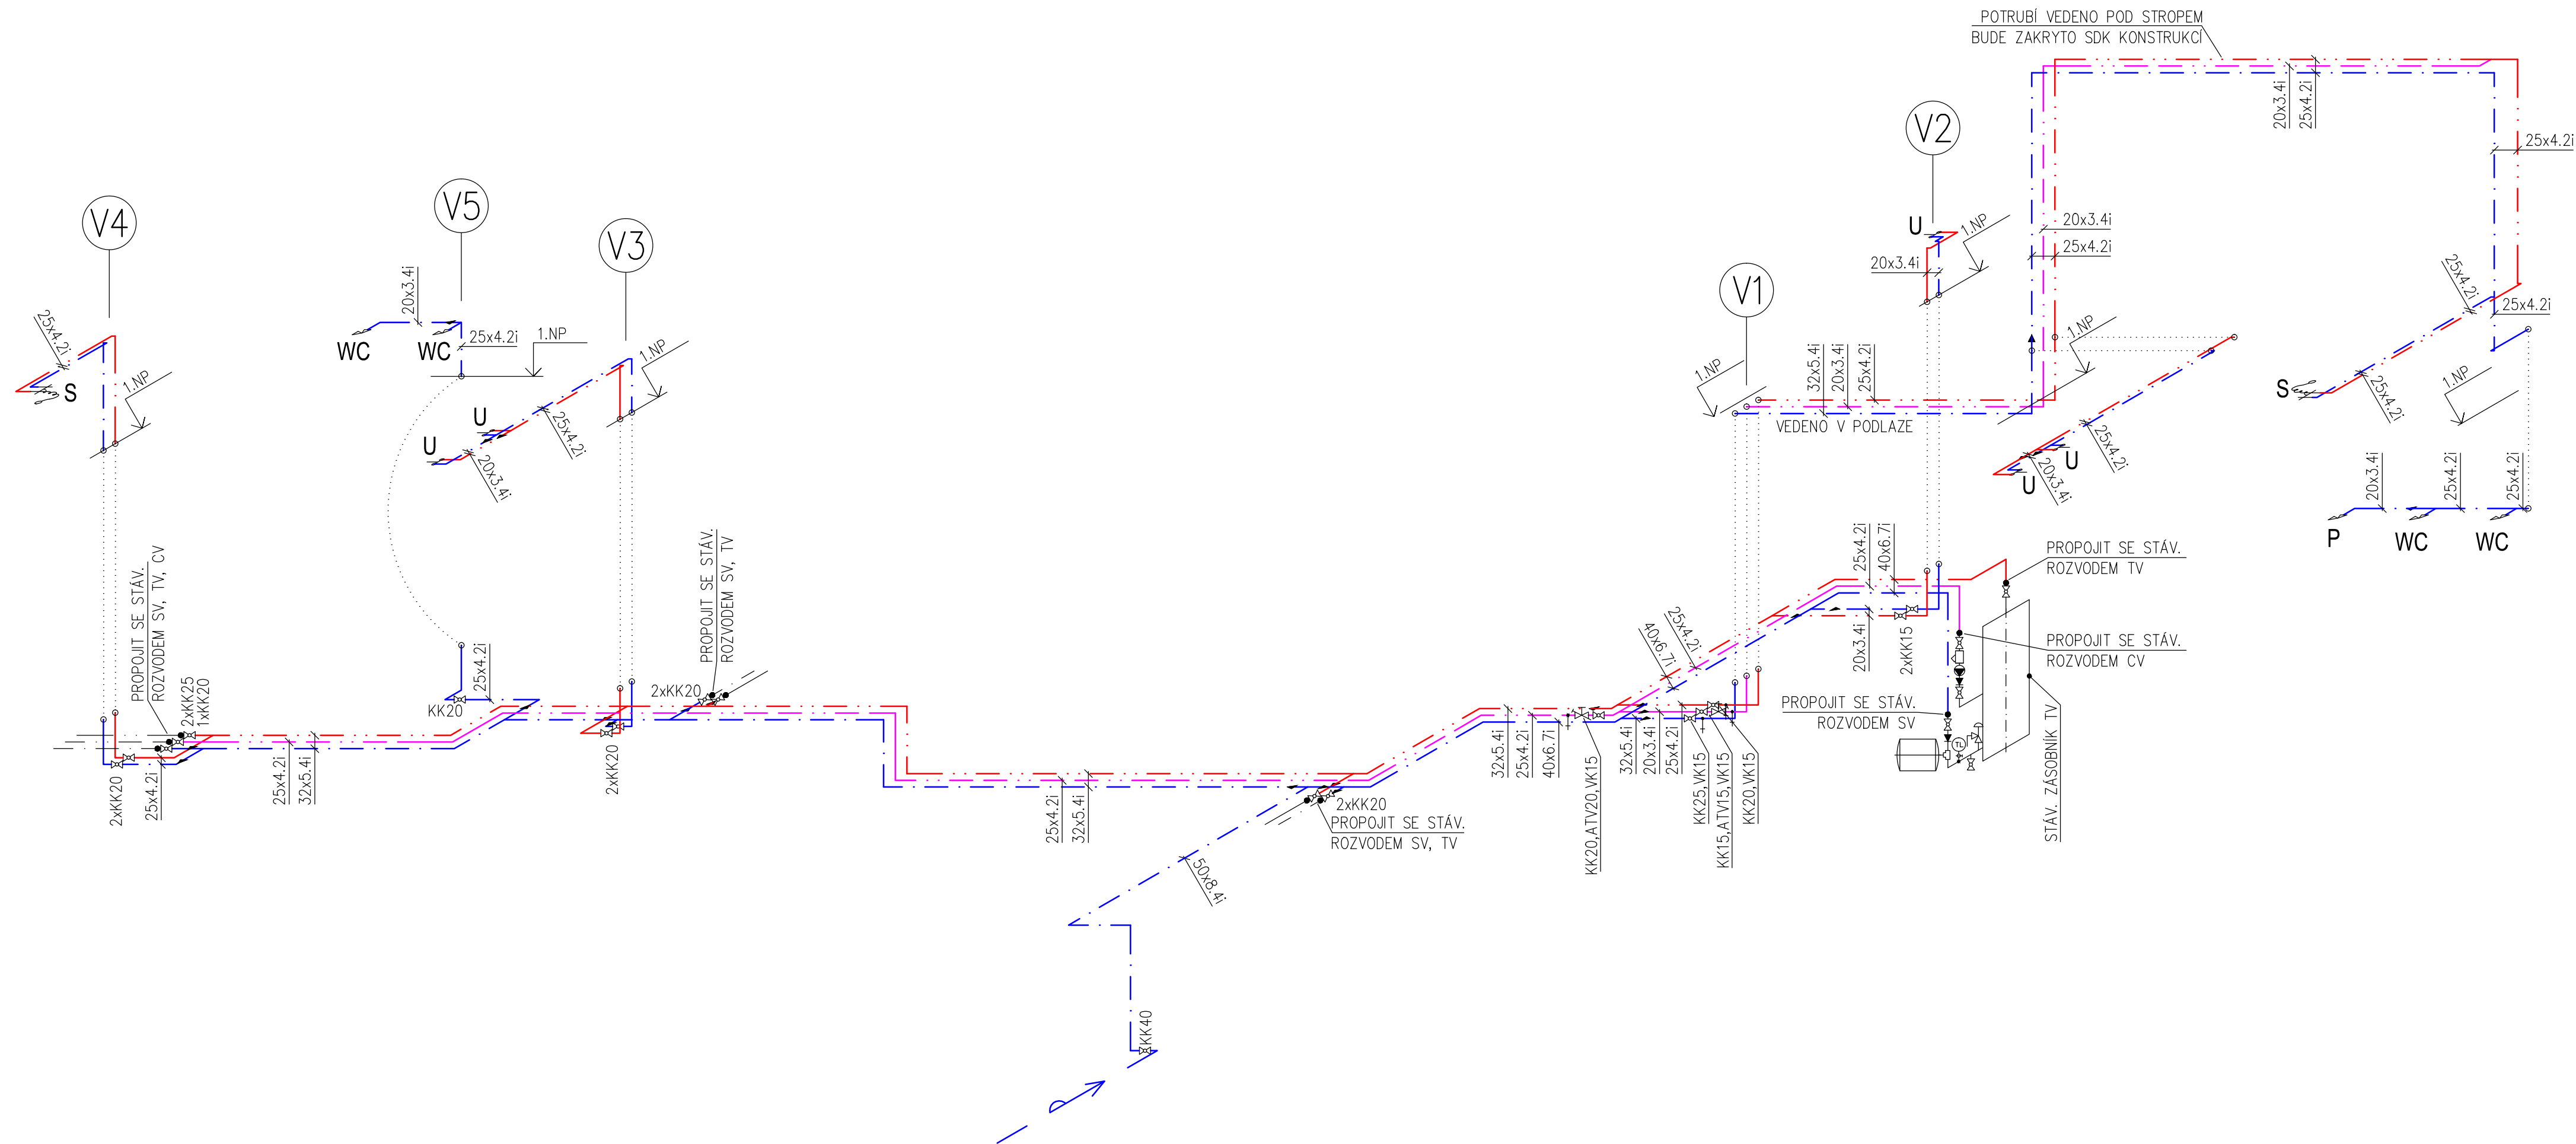 POTRUBÍ VEDENO POD STROPEM
BUDE ZAKRYTO SDK KONSTRUKCÍ
20x3.4i
25x4.2i
25x4.2i
V2
V4
V5
V3
V1
U
1.NP
20x3.4i
20x3.4i
25x4.2i
25x4.2i
25x4.2i
25x4.2i
S
1.NP
20x3.4i
WC
WC
25x4.2i
1.NP
1.NP
U
U
25x4.2i
20x3.4i
1.NP
32x5.4i
20x3.4i
25x4.2i
VEDENO V PODLAZE
1.NP
25x4.2i
20x3.4i
U
U
S
25x4.2i
1.NP
20x3.4i
25x4.2i
25x4.2i
P
WC
WC
PROPOJIT SE STÁV.
ROZVODEM SV, TV, CV
2xKK25
1xKK20
2xKK20
25x4.2i
25x4.2i
32x5.4i
KK20
25x4.2i
2xKK20
PROPOJIT SE STÁV.
ROZVODEM SV, TV
2xKK20
25x4.2i
32x5.4i
2xKK20
PROPOJIT SE STÁV.
ROZVODEM SV, TV
50x8.4i
KK40
32x5.4i
25x4.2i
40x6.7i
KK20,ATV20,VK15
32x5.4i
20x3.4i
25x4.2i
KK25,VK15
KK15,ATV15,VK15
KK20,VK15
40x6.7i
25x4.2i
25x4.2i
40x6.7i
20x3.4i
2xKK15
PROPOJIT SE STÁV.
ROZVODEM TV
PROPOJIT SE STÁV.
ROZVODEM CV
PROPOJIT SE STÁV.
ROZVODEM SV
TL
STÁV. ZÁSOBNÍK TV